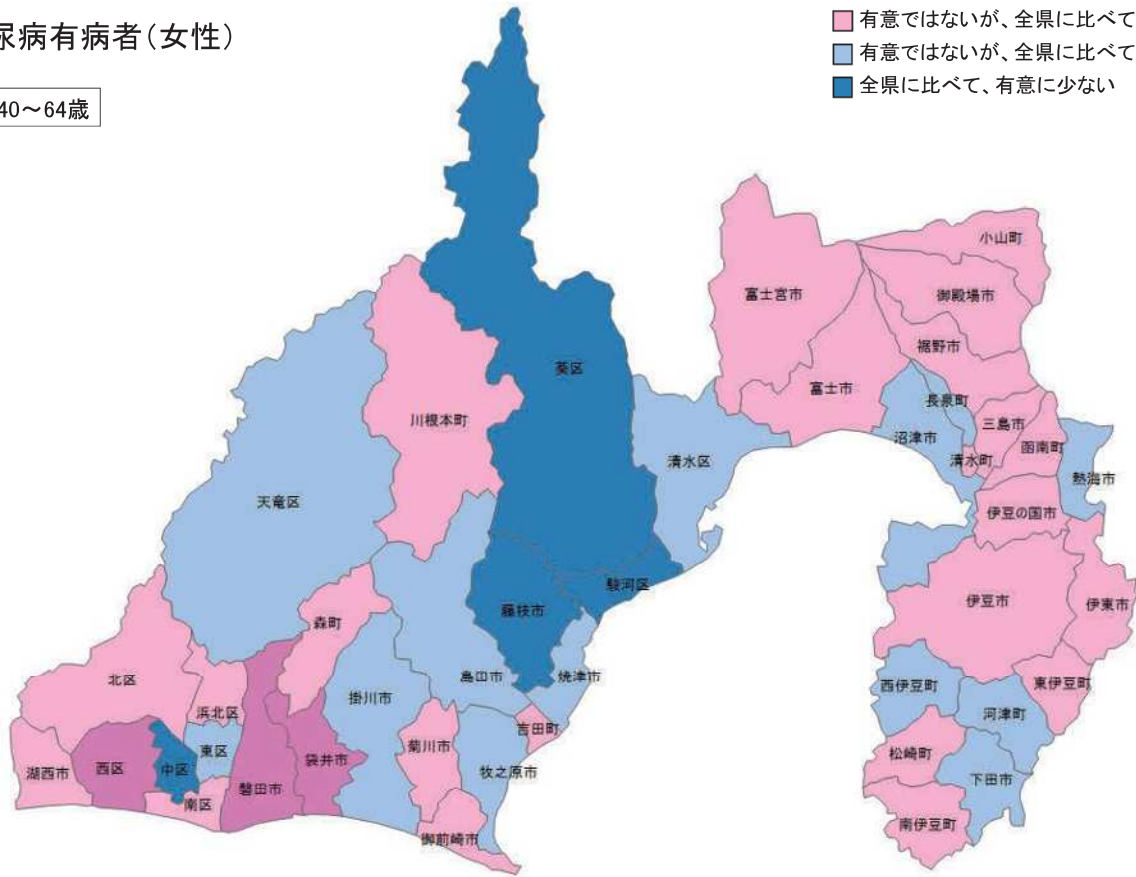 尿病有病者(女性)
40～64歳
有意ではないが、全県に比べて
有意ではないが、全県に比べて
全県に比べて、有意に少ない
小山町
富士宮市
御殿場市
裾野市
葵区
富士市
長泉町
川根本町
三島市
沼津市
函南町
清水区
清水町
熱海市
天竜区
伊豆の国市
駿河区
伊豆市
伊東市
藤枝市
森町
島田市
焼津市
北区
掛川市
西伊豆町
東伊豆町
浜北区
河津町
吉田町
東区
菊川市
松崎町
袋井市
湖西市
西区
中区
牧之原市
下田市
磐田市
南区
南伊豆町
御前崎市